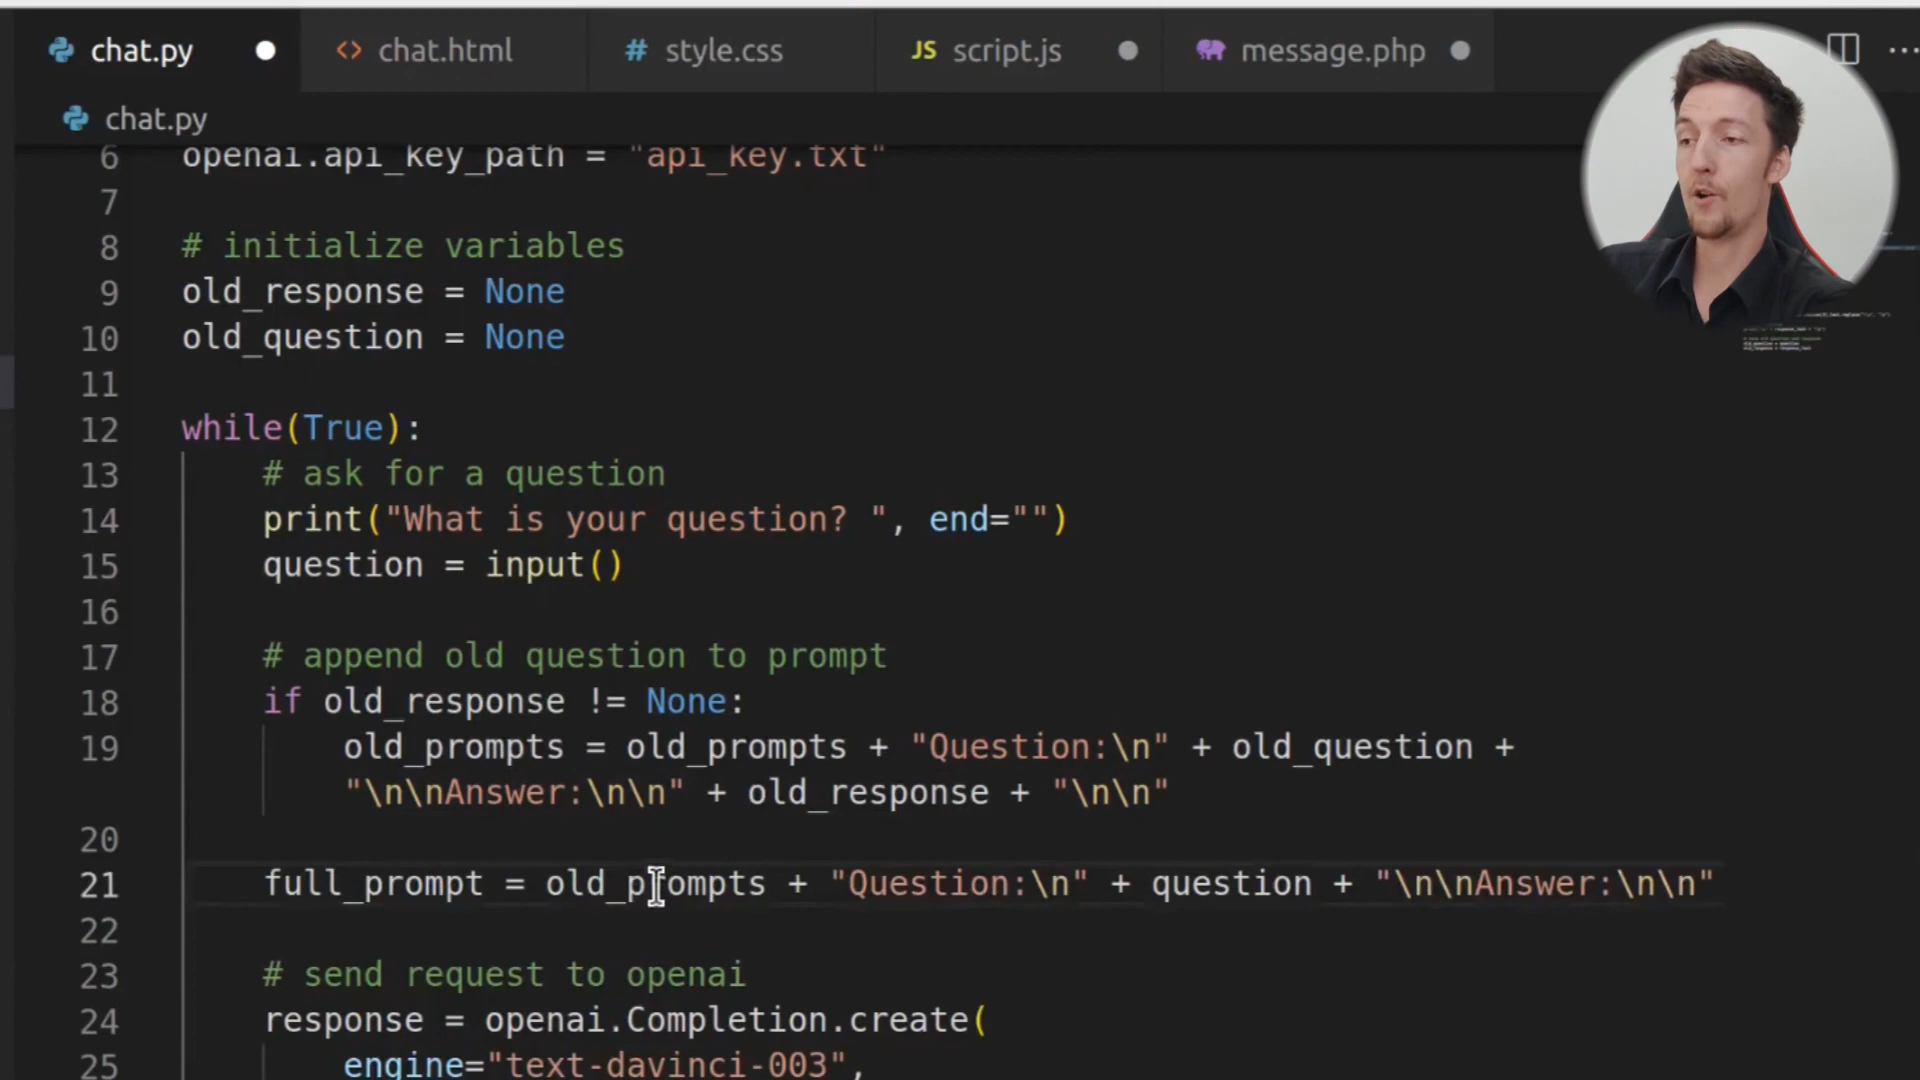 chat.py
chat.html
# style.css
JS script.js
message.php
chat.py
6 openai.api_key_path = "api_key.txt"
7
8 # initialize variables
9 old_response = None
10 old_question = None
11
12 while(True):
13 # ask for a question
14 print("What is your question? ", end="")
15 question = input()
16
17 # append old question to prompt
18 if old_response != None:
19 old_prompts = old_prompts + "Question:\n" + old_question +
"\n\nAnswer:\n\n" + old_response + "\n\n"
20
21 full_prompt = old_prompts + "Question:\n" + question + "\n\nAnswer:\n\n"
22
23 # send request to openai
24 response = openai.Completion.create(
25 engine="text-davinci-003",